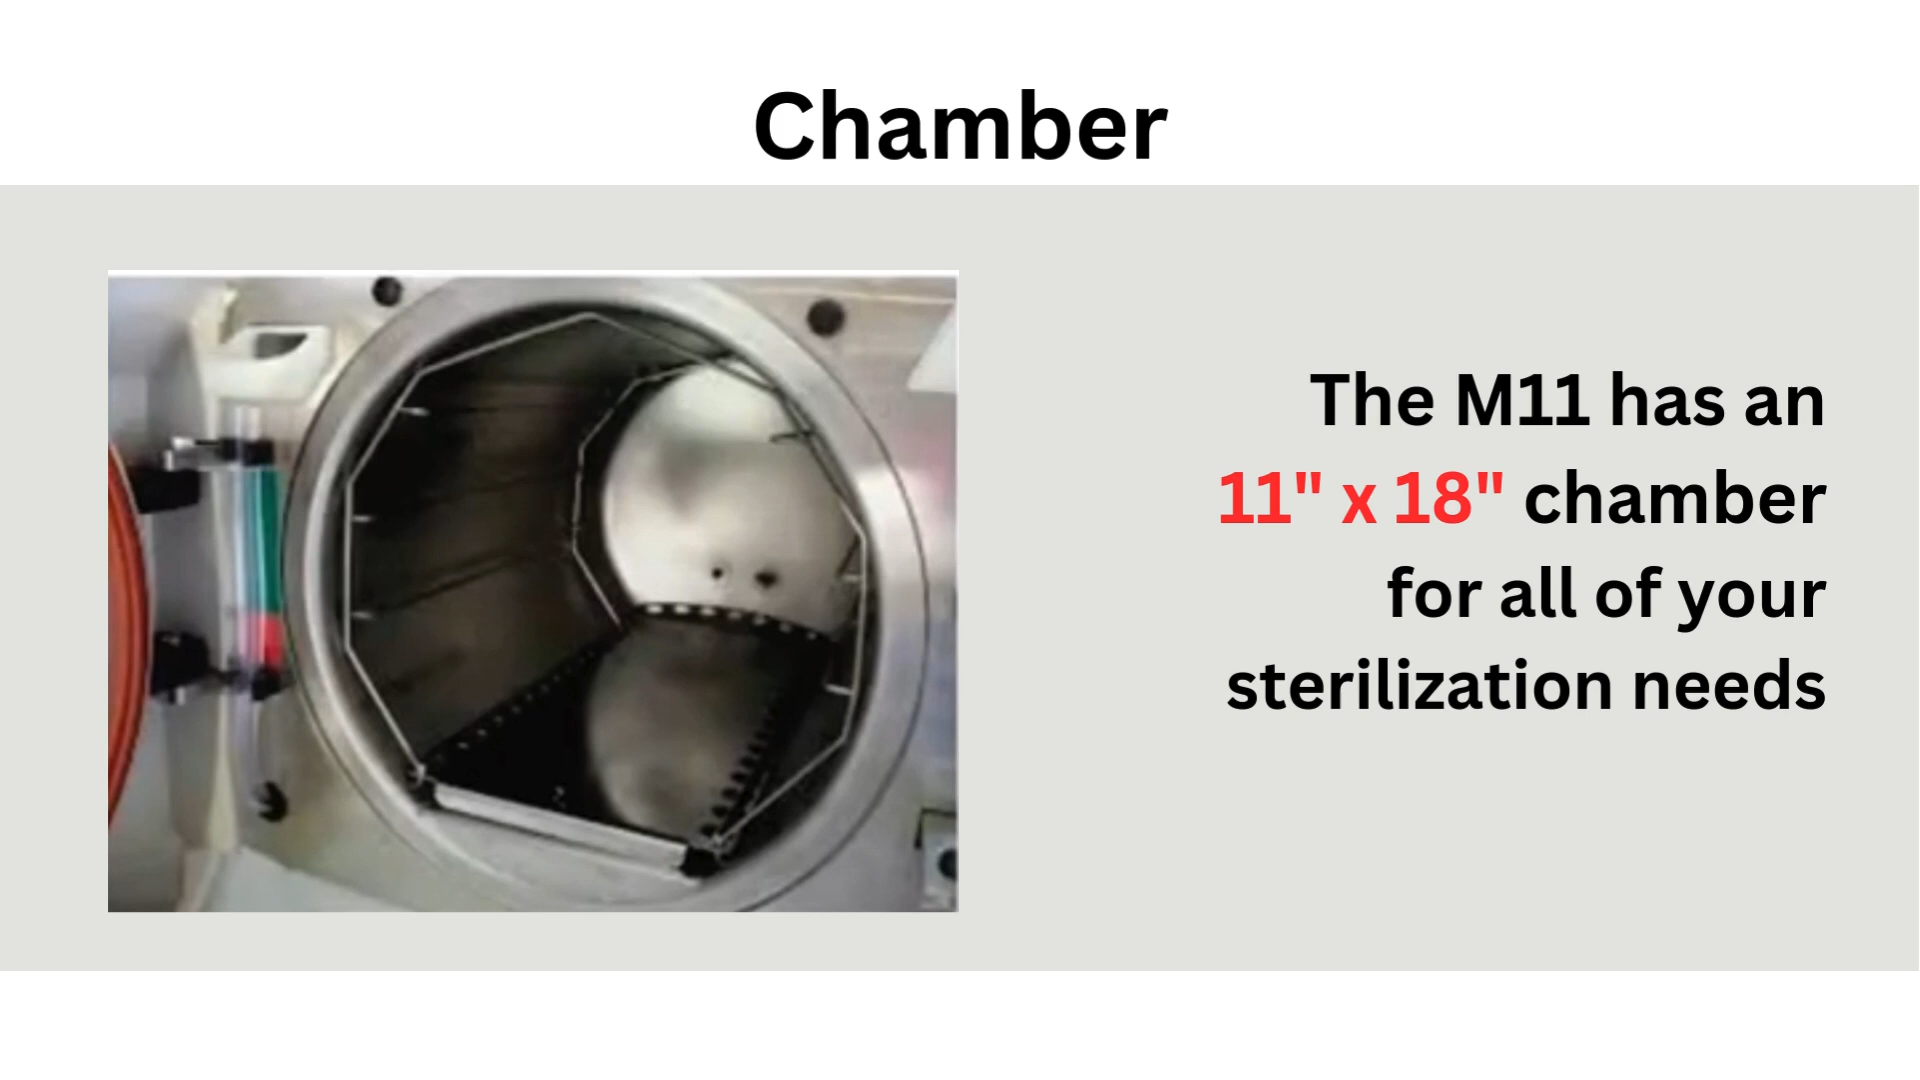 Chamber
The M11 has an
11" x 18" chamber
for all of your
sterilization needs